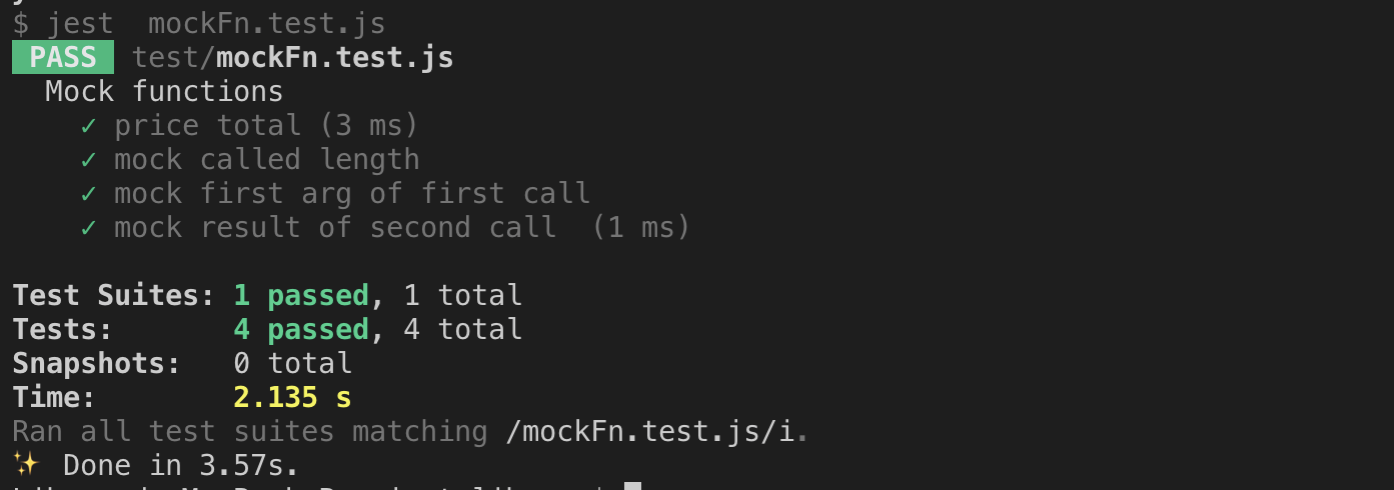 $ jest  mockFn.test.js
PASS test/mockFn.test.js
Mock functions
✓ price total (3 ms)
✓ mock called length
✓ mock first arg of first call
✓ mock result of second call  (1 ms)
Test Suites: 1 passed, 1 total
Tests:       4 passed, 4 total
Snapshots:   0 total
Time:        2.135 s
Ran all test suites matching /mockFn.test.js/i.
✨ Done in 3.57s.